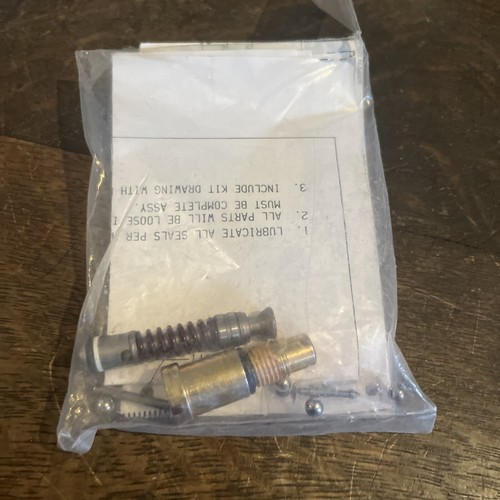 1. LUBRICATE ALL SEALS PER
2. ALL PARTS WILL BE LOOSE
MUST BE COMPLETE ASSY.
3. INCLUDE KIT DRAWING WITH